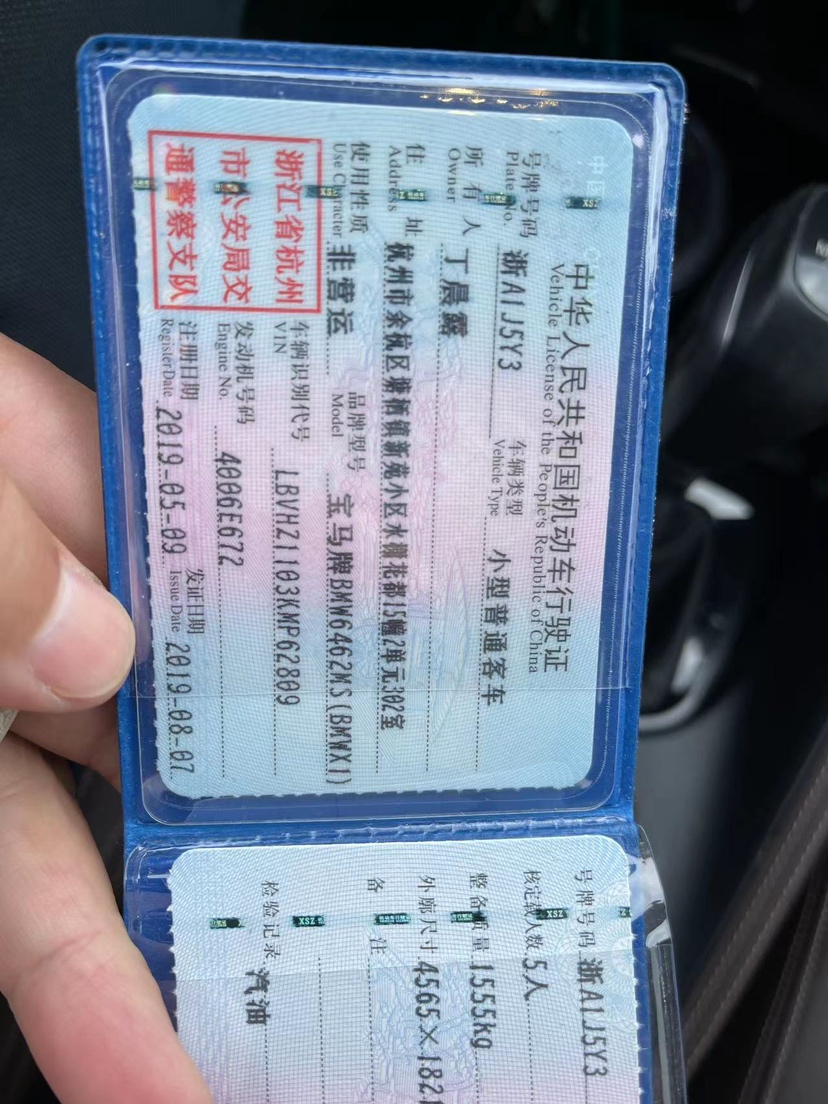 中华人民共和国机动车行驶证
Vehicle License of the People's Republic of China
号牌号码 浙A1J5Y3 车辆类型 小型普通客车
Plate No. Vehicle Type
所有人 丁晨露
Owner
住址 杭州市余杭区塘栖镇新苑小区水榭花都15幢2单元302室
Address
使用性质 非营运 品牌型号 宝马牌BMW6462MS(BMWX1)
Use Character Model
浙江省杭州
市公安局交
通警察支队
车辆识别代号 LBVHZ1103KMP62809
VIN
发动机号码 4006E672
Engine No.
注册日期 2019-05-09 发证日期 2019-08-07
Register Date Issue Date
号牌号码 浙A1J5Y3
核定载人数 5人
整备质量 1555kg
外廓尺寸 4565×1821
备注
检验记录 汽油